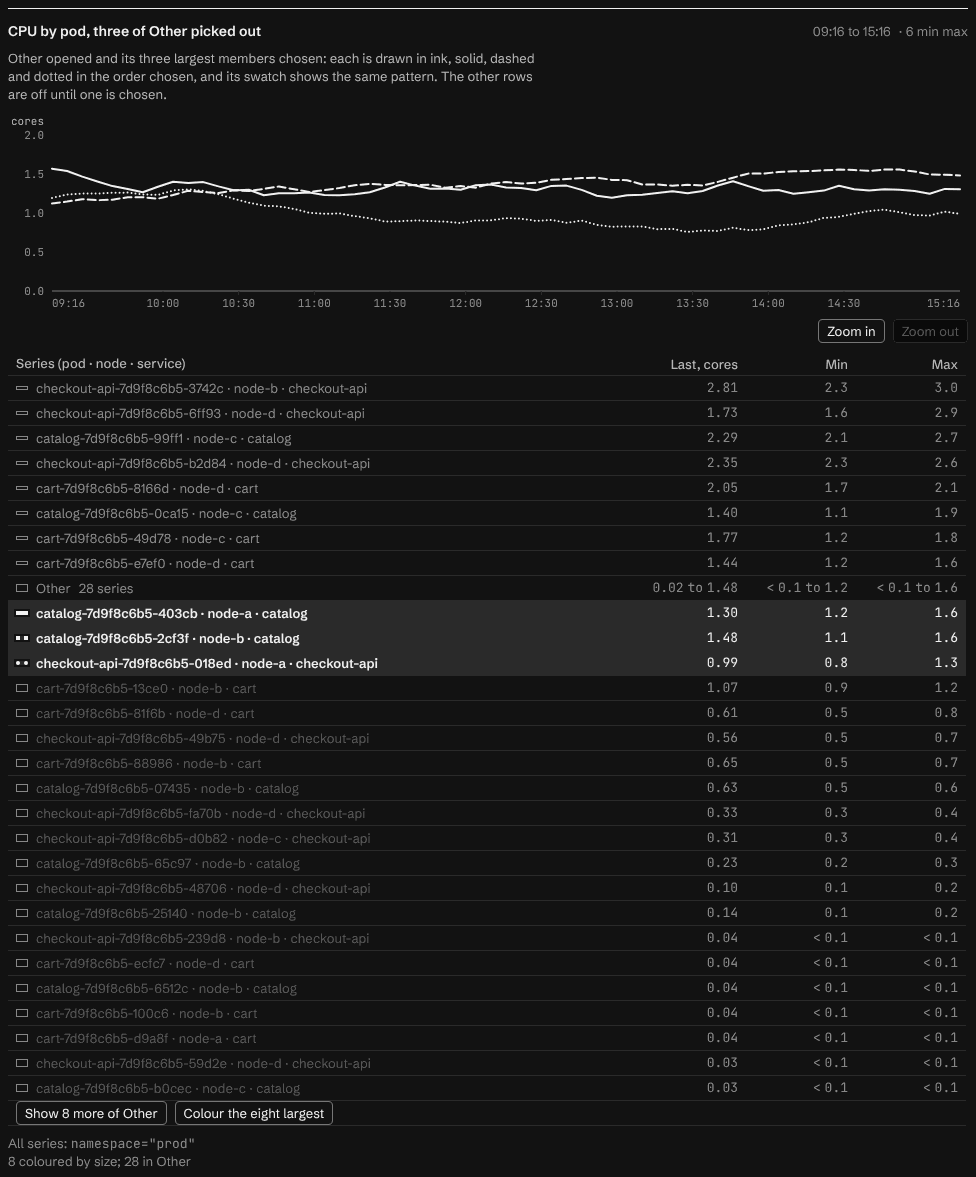 CPU by pod, three of Other picked out
09:16 to 15:16 · 6 min max
Other opened and its three largest members chosen: each is drawn in ink, solid, dashed
and dotted in the order chosen, and its swatch shows the same pattern. The other rows
are off until one is chosen.
cores
2.0
1.5
1.0
0.5
0.0
09:16 10:00 10:30 11:00 11:30 12:00 12:30 13:00 13:30 14:00 14:30 15:16
Zoom in Zoom out
Series (pod · node · service) Last, cores Min Max
checkout-api-7d9f8c6b5-3742c · node-b · checkout-api 2.81 2.3 3.0
checkout-api-7d9f8c6b5-6ff93 · node-d · checkout-api 1.73 1.6 2.9
catalog-7d9f8c6b5-99ff1 · node-c · catalog 2.29 2.1 2.7
checkout-api-7d9f8c6b5-b2d84 · node-d · checkout-api 2.35 2.3 2.6
cart-7d9f8c6b5-8166d · node-d · cart 2.05 1.7 2.1
catalog-7d9f8c6b5-0ca15 · node-c · catalog 1.40 1.1 1.9
cart-7d9f8c6b5-49d78 · node-c · cart 1.77 1.2 1.8
cart-7d9f8c6b5-e7ef0 · node-d · cart 1.44 1.2 1.6
Other 28 series 0.02 to 1.48 < 0.1 to 1.2 < 0.1 to 1.6
catalog-7d9f8c6b5-403cb · node-a · catalog 1.30 1.2 1.6
catalog-7d9f8c6b5-2cf3f · node-b · catalog 1.48 1.1 1.6
checkout-api-7d9f8c6b5-018ed · node-a · checkout-api 0.99 0.8 1.3
cart-7d9f8c6b5-13ce0 · node-b · cart 1.07 0.9 1.2
cart-7d9f8c6b5-81f6b · node-d · cart 0.61 0.5 0.8
checkout-api-7d9f8c6b5-49b75 · node-d · checkout-api 0.56 0.5 0.7
cart-7d9f8c6b5-88986 · node-b · cart 0.65 0.5 0.7
catalog-7d9f8c6b5-07435 · node-b · catalog 0.63 0.5 0.6
checkout-api-7d9f8c6b5-fa70b · node-d · checkout-api 0.33 0.3 0.4
checkout-api-7d9f8c6b5-d0b82 · node-c · checkout-api 0.31 0.3 0.4
catalog-7d9f8c6b5-65c97 · node-b · catalog 0.23 0.2 0.3
checkout-api-7d9f8c6b5-48706 · node-d · checkout-api 0.10 0.1 0.2
catalog-7d9f8c6b5-25140 · node-b · catalog 0.14 0.1 0.2
checkout-api-7d9f8c6b5-239d8 · node-b · checkout-api 0.04 < 0.1 < 0.1
cart-7d9f8c6b5-ecfc7 · node-d · cart 0.04 < 0.1 < 0.1
catalog-7d9f8c6b5-6512c · node-b · catalog 0.04 < 0.1 < 0.1
cart-7d9f8c6b5-100c6 · node-b · cart 0.04 < 0.1 < 0.1
cart-7d9f8c6b5-d9a8f · node-a · cart 0.04 < 0.1 < 0.1
checkout-api-7d9f8c6b5-59d2e · node-d · checkout-api 0.03 < 0.1 < 0.1
catalog-7d9f8c6b5-b0cec · node-c · catalog 0.03 < 0.1 < 0.1
Show 8 more of Other Colour the eight largest
All series: namespace="prod"
8 coloured by size; 28 in Other